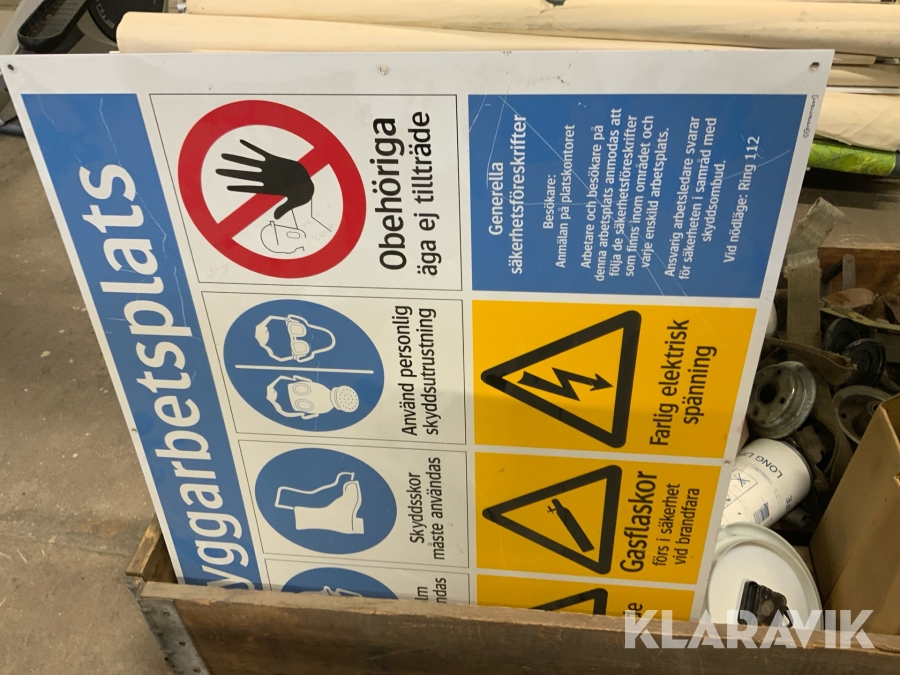 yggarbetsplats
Obehöriga
äga ej tillträde
Använd personlig
skyddsutrustning
Skyddsskor
måste användas
Generella
säkerhetsföreskrifter
Besökare:
Anmälan på platskontoret
Arbetare och besökare på
denna arbetsplats anmodas att
följa de säkerhetsföreskrifter
som finns inom området och
varje enskild arbetsplats.
Ansvarig arbetsledare svarar
för säkerheten i samråd med
skyddsombud.
Vid nödläge: Ring 112
Farlig elektrisk
spänning
Gasflaskor
förs i säkerhet
vid brandfara
LONG
KLARAVIK